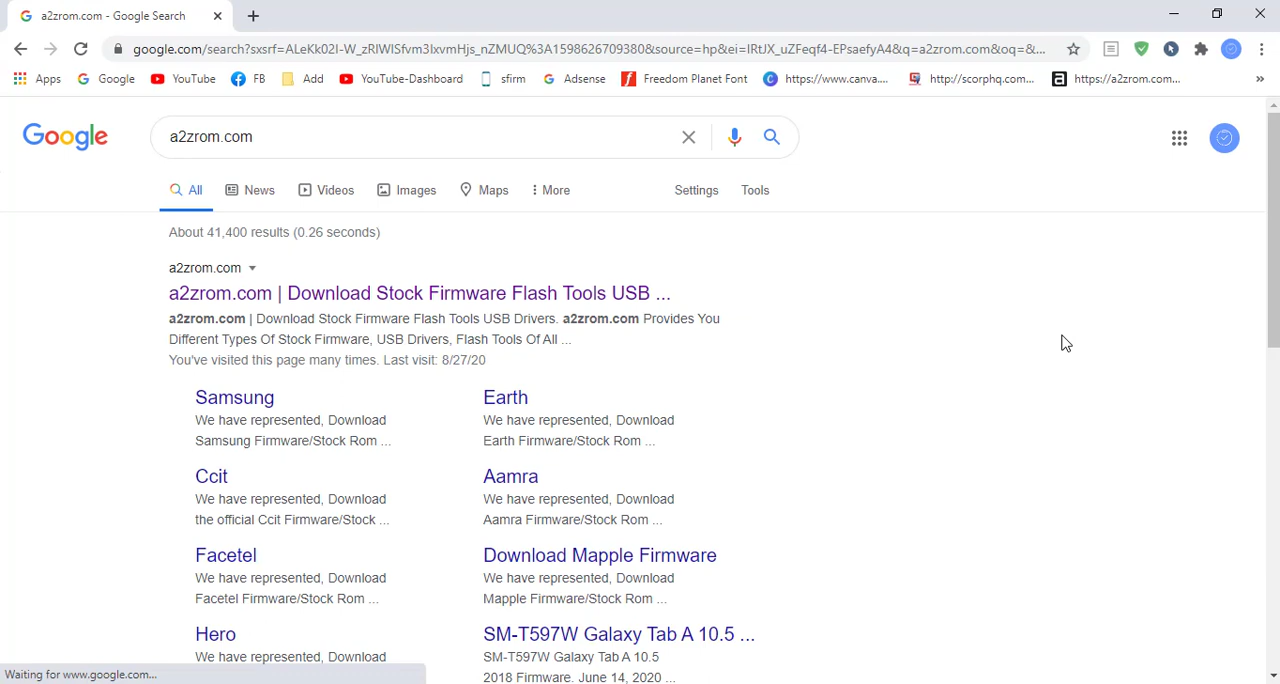 a2zrom.com - Google Search
google.com/search?sxsrf=ALeKk02I-W_zRlWISfvm3IxvmHjs_nZMUQ%3A1598626709380&source=hp&ei=lRtJX_uZFeqf4-EPsaefyA4&q=a2zrom.com&oq=&...
Apps Google YouTube FB Add YouTube-Dashboard sfirm Adsense Freedom Planet Font https://www.canva.... http://scorphq.com... https://a2zrom.com... »
Google a2zrom.com
All News Videos Images Maps More Settings Tools
About 41,400 results (0.26 seconds)
a2zrom.com
a2zrom.com | Download Stock Firmware Flash Tools USB ...
a2zrom.com | Download Stock Firmware Flash Tools USB Drivers. a2zrom.com Provides You
Different Types Of Stock Firmware, USB Drivers, Flash Tools Of All ...
You've visited this page many times. Last visit: 8/27/20
Samsung
We have represented, Download
Samsung Firmware/Stock Rom ...
Earth
We have represented, Download
Earth Firmware/Stock Rom ...
Ccit
We have represented, Download
the official Ccit Firmware/Stock ...
Aamra
We have represented, Download
Aamra Firmware/Stock Rom ...
Facetel
We have represented, Download
Facetel Firmware/Stock Rom ...
Download Mapple Firmware
We have represented, Download
Mapple Firmware/Stock Rom ...
Hero
We have represented, Download
SM-T597W Galaxy Tab A 10.5 ...
SM-T597W Galaxy Tab A 10.5
2018 Firmware. June 14, 2020 ...
Waiting for www.google.com...